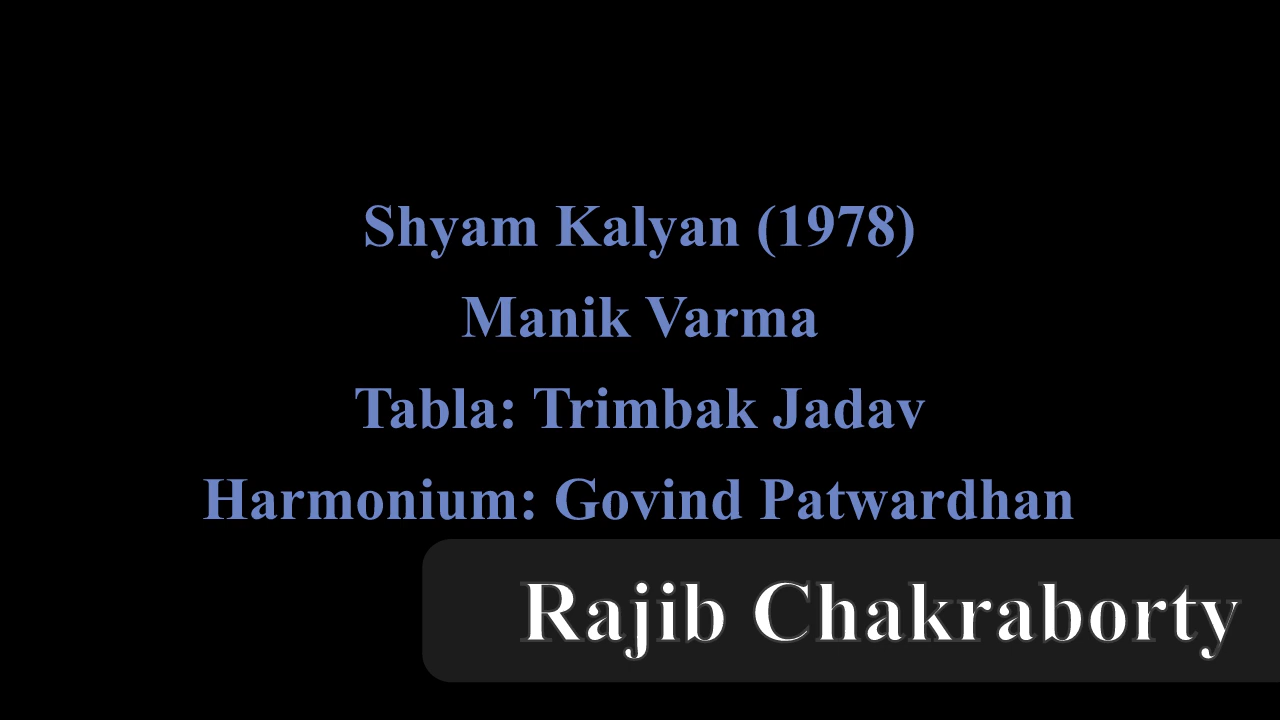 Shyam Kalyan (1978)
Manik Varma
Tabla: Trimbak Jadav
Harmonium: Govind Patwardhan
Rajib Chakraborty